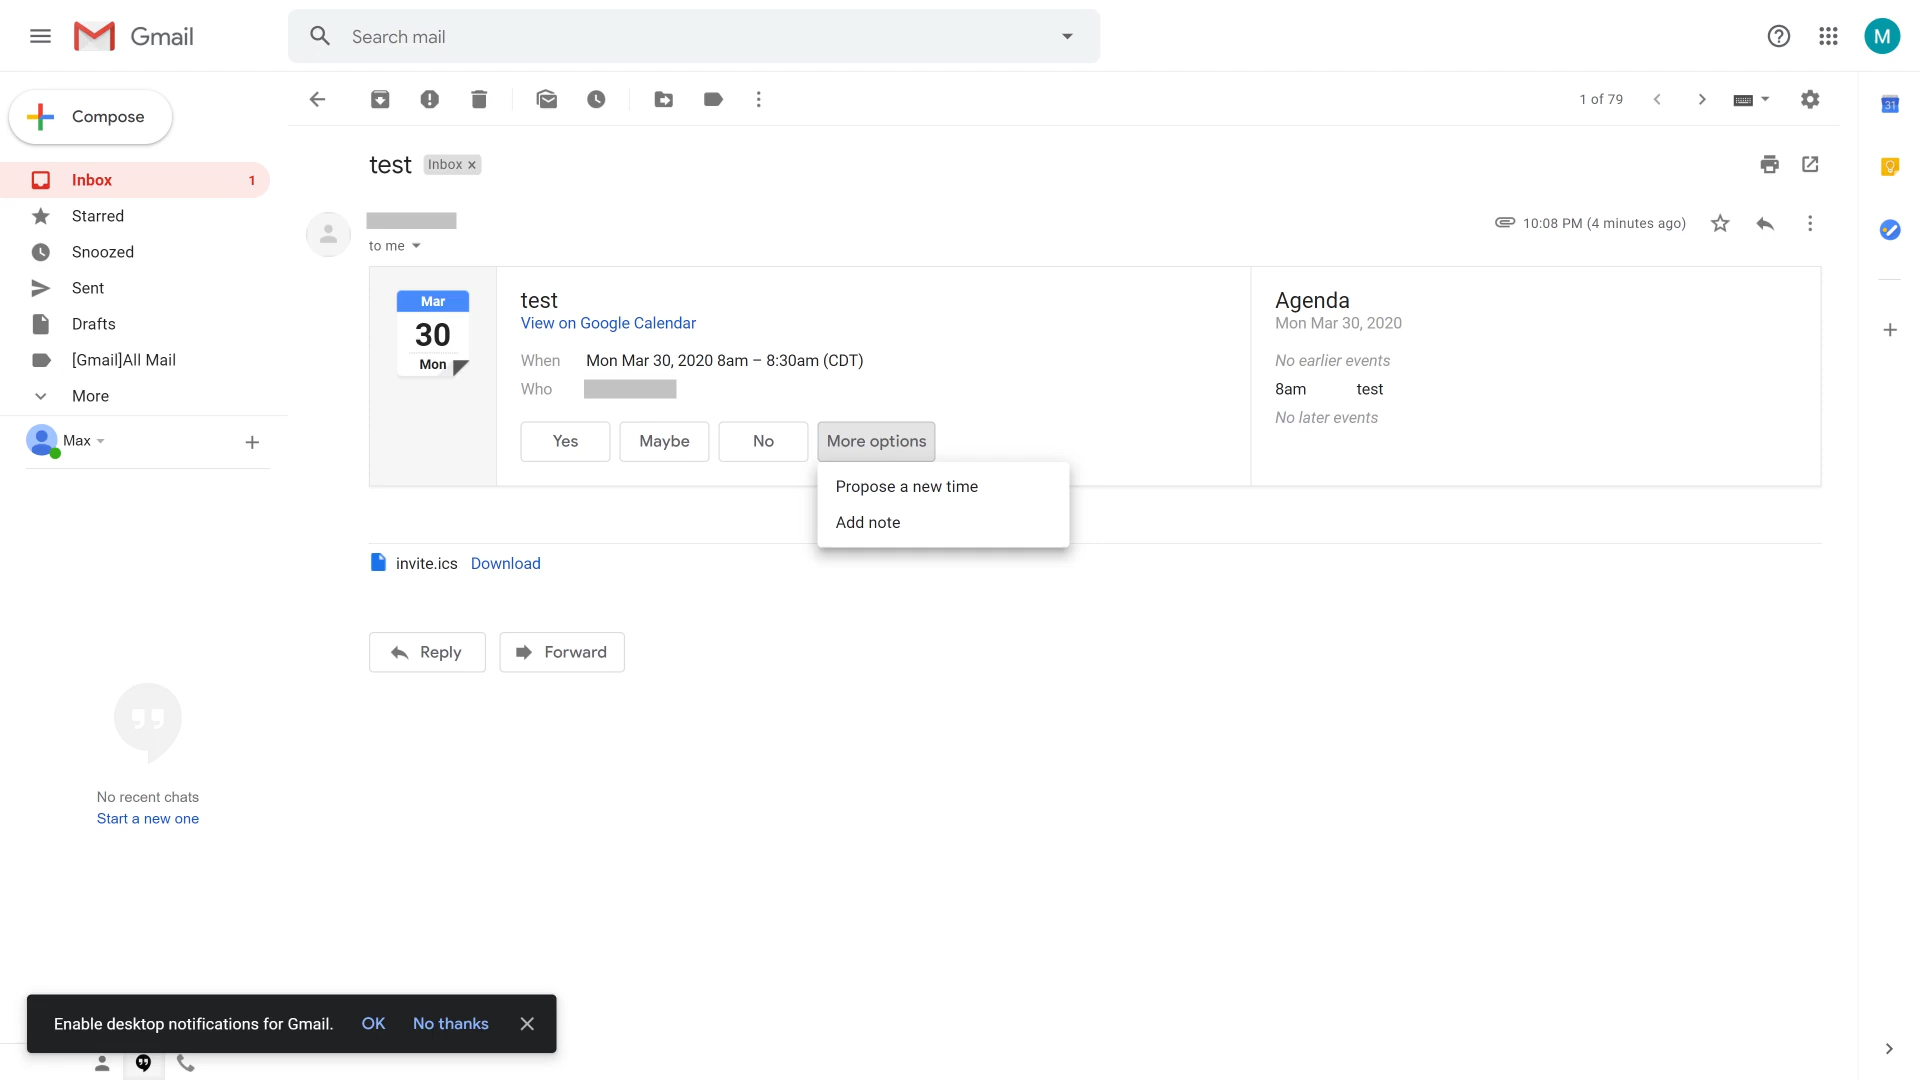 Gmail
Search mail
M
Compose
1 of 79
31
test Inbox ×
Inbox 1
Starred
Snoozed
Sent
Drafts
[Gmail]All Mail
More
Max
to me
10:08 PM (4 minutes ago)
Mar
30
Mon
test
View on Google Calendar
When Mon Mar 30, 2020 8am – 8:30am (CDT)
Who
Yes Maybe No More options
Propose a new time
Add note
Agenda
Mon Mar 30, 2020
No earlier events
8am test
No later events
invite.ics Download
Reply Forward
No recent chats
Start a new one
Enable desktop notifications for Gmail. OK No thanks